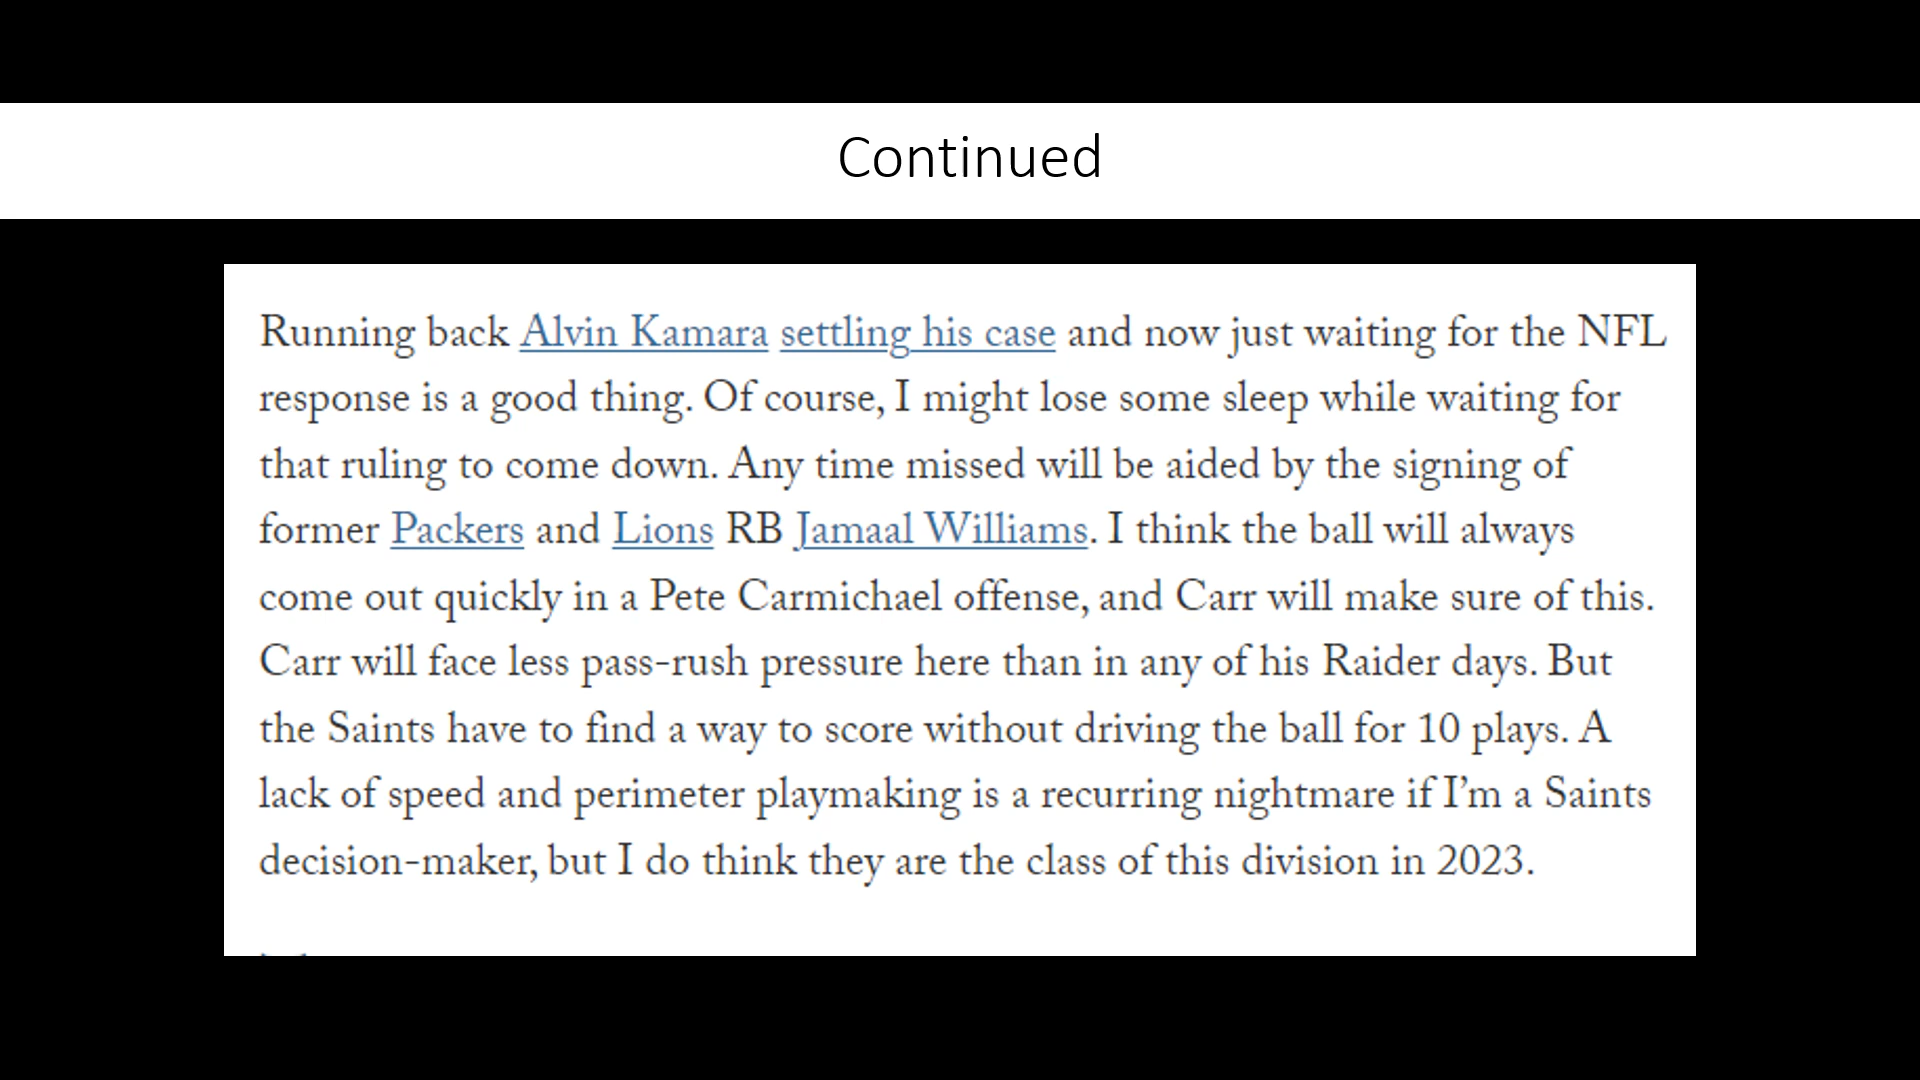 Continued
Running back Alvin Kamara settling his case and now just waiting for the NFL
response is a good thing. Of course, I might lose some sleep while waiting for
that ruling to come down. Any time missed will be aided by the signing of
former Packers and Lions RB Jamaal Williams. I think the ball will always
come out quickly in a Pete Carmichael offense, and Carr will make sure of this.
Carr will face less pass-rush pressure here than in any of his Raider days. But
the Saints have to find a way to score without driving the ball for 10 plays. A
lack of speed and perimeter playmaking is a recurring nightmare if I’m a Saints
decision-maker, but I do think they are the class of this division in 2023.